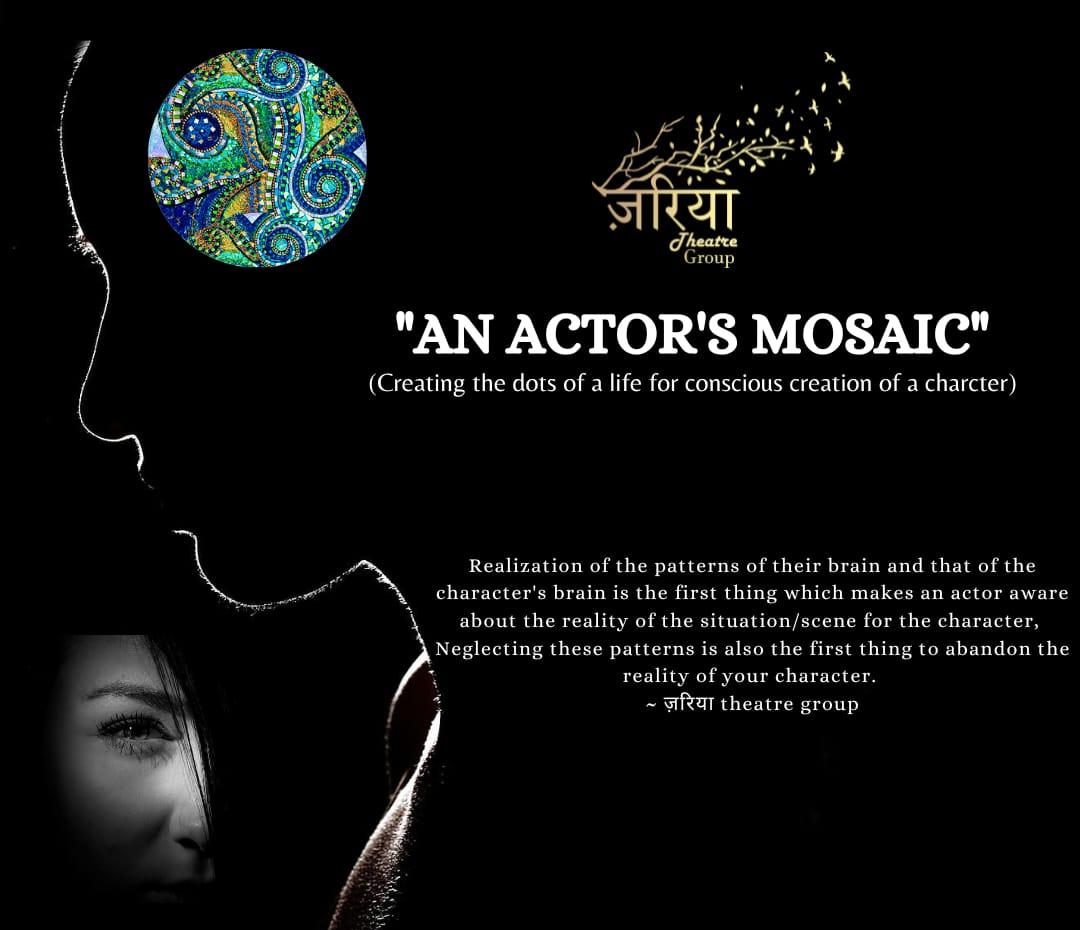 ज़रिया
Theatre
Group
"AN ACTOR'S MOSAIC"
(Creating the dots of a life for conscious creation of a charcter)
Realization of the patterns of their brain and that of the
character's brain is the first thing which makes an actor aware
about the reality of the situation/scene for the character,
Neglecting these patterns is also the first thing to abandon the
reality of your character.
~ ज़रिया theatre group